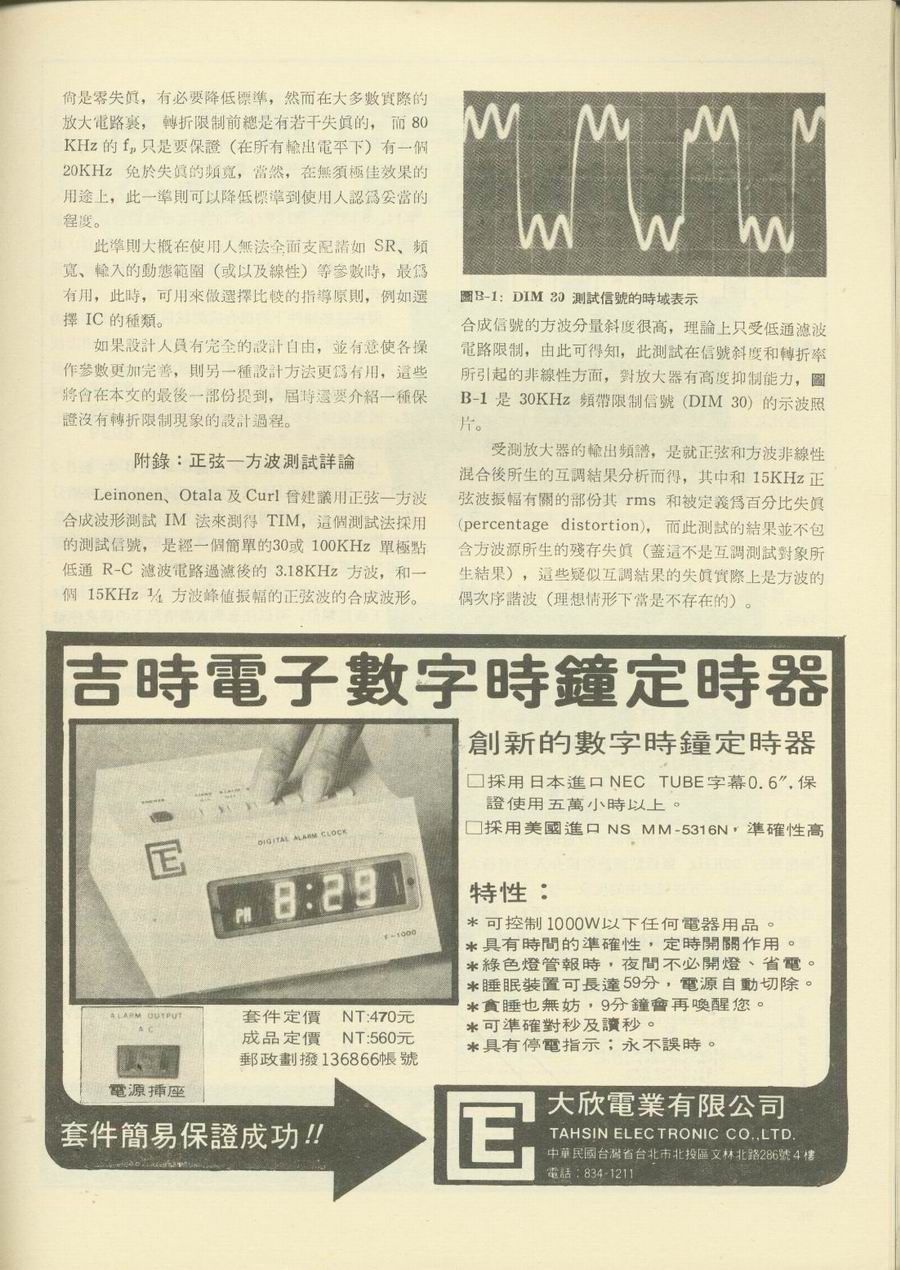 尙是零失眞，有必要降低標準，然而在大多數實際的
放大電路裏， 轉折限制前總是有若干失眞的， 而 80
KHz 的 fp 只是要保證（在所有輸出電平下）有一個
20KHz 免於失眞的頻寬，當然，在無須極佳效果的
用途上，此一準則可以降低標準到使用人認爲妥當的
程度。
此準則大概在使用人無法全面支配諸如 SR、頻
寬、輸入的動態範圍（或以及線性）等參數時，最爲
有用，此時，可用來做選擇比較的指導原則，例如選
擇 IC 的種類。
如果設計人員有完全的設計自由，並有意使各操
作參數更加完善，則另一種設計方法更爲有用，這些
將會在本文的最後一部份提到，屆時還要介紹一種保
證沒有轉折限制現象的設計過程。
附錄：正弦—方波測試詳論
Leinonen、Otala 及 Curl 曾建議用正弦—方波
合成波形測試 IM 法來測得 TIM，這個測試法採用
的測試信號， 是經一個簡單的30或 100KHz 單極點
低通 R-C 濾波電路過濾後的 3.18KHz 方波，和一
個 15KHz ¼ 方波峰值振幅的正弦波的合成波形。
圖B-1: DIM 30 測試信號的時域表示
合成信號的方波分量斜度很高，理論上只受低通濾波
電路限制，由此可得知，此測試在信號斜度和轉折率
所引起的非線性方面，對放大器有高度抑制能力，圖
B-1 是 30KHz 頻帶限制信號 (DIM 30) 的示波照
片。
受測放大器的輸出頻譜，是就正弦和方波非線性
混合後所生的互調結果分析而得，其中和 15KHz 正
弦波振幅有關的部份其 rms 和被定義爲百分比失眞
(percentage distortion)， 而此測試的結果並不包
含方波源所生的殘存失眞（蓋這不是互調測試對象所
生結果），這些疑似互調結果的失眞實際上是方波的
偶次序諧波（理想情形下當是不存在的）。
吉時電子數字時鐘定時器
創新的數字時鐘定時器
□採用日本進口NEC TUBE字幕0.6″.保
證使用五萬小時以上。
□採用美國進口 NS MM-5316N，準確性高
DIGITAL ALARM CLOCK
PM 8:29
T-1000
特性：
＊可控制1000W以下任何電器用品。
＊具有時間的準確性，定時開關作用。
＊綠色燈管報時，夜間不必開燈、省電。
＊睡眠裝置可長達59分，電源自動切除。
＊貪睡也無妨，9分鐘會再喚醒您。
＊可準確對秒及讀秒。
＊具有停電指示；永不誤時。
ALARM OUTPUT
AC
電源揷座
套件定價 NT:470元
成品定價 NT:560元
郵政劃撥136866帳號
套件簡易保證成功!!
大欣電業有限公司
TAHSIN ELECTRONIC CO.,LTD.
中華民國台灣省台北市北投區文林北路286號4樓
電話：834-1211